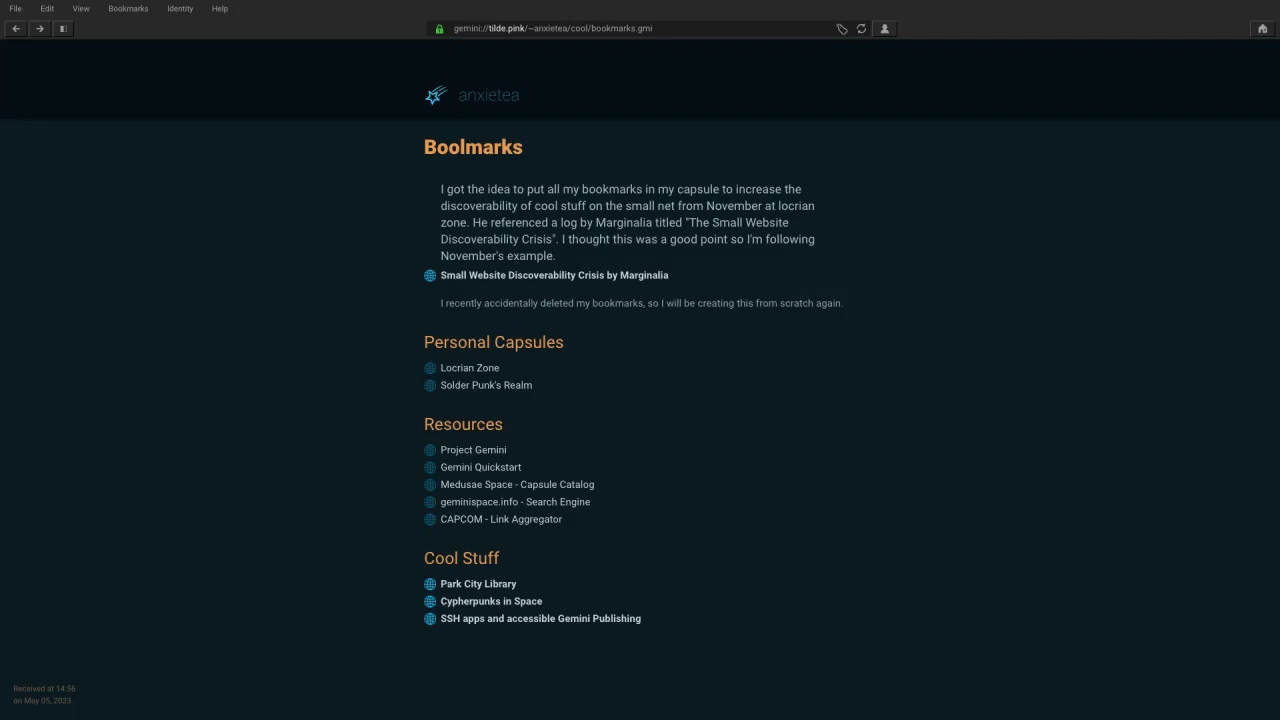 File Edit View Bookmarks Identity Help
gemini://tilde.pink/~anxietea/cool/bookmarks.gmi
anxietea
Boolmarks
I got the idea to put all my bookmarks in my capsule to increase the
discoverability of cool stuff on the small net from November at locrian
zone. He referenced a log by Marginalia titled "The Small Website
Discoverability Crisis". I thought this was a good point so I'm following
November's example.
Small Website Discoverability Crisis by Marginalia
I recently accidentally deleted my bookmarks, so I will be creating this from scratch again.
Personal Capsules
Locrian Zone
Solder Punk's Realm
Resources
Project Gemini
Gemini Quickstart
Medusae Space - Capsule Catalog
geminispace.info - Search Engine
CAPCOM - Link Aggregator
Cool Stuff
Park City Library
Cypherpunks in Space
SSH apps and accessible Gemini Publishing
Received at 14:56
on May 05, 2023